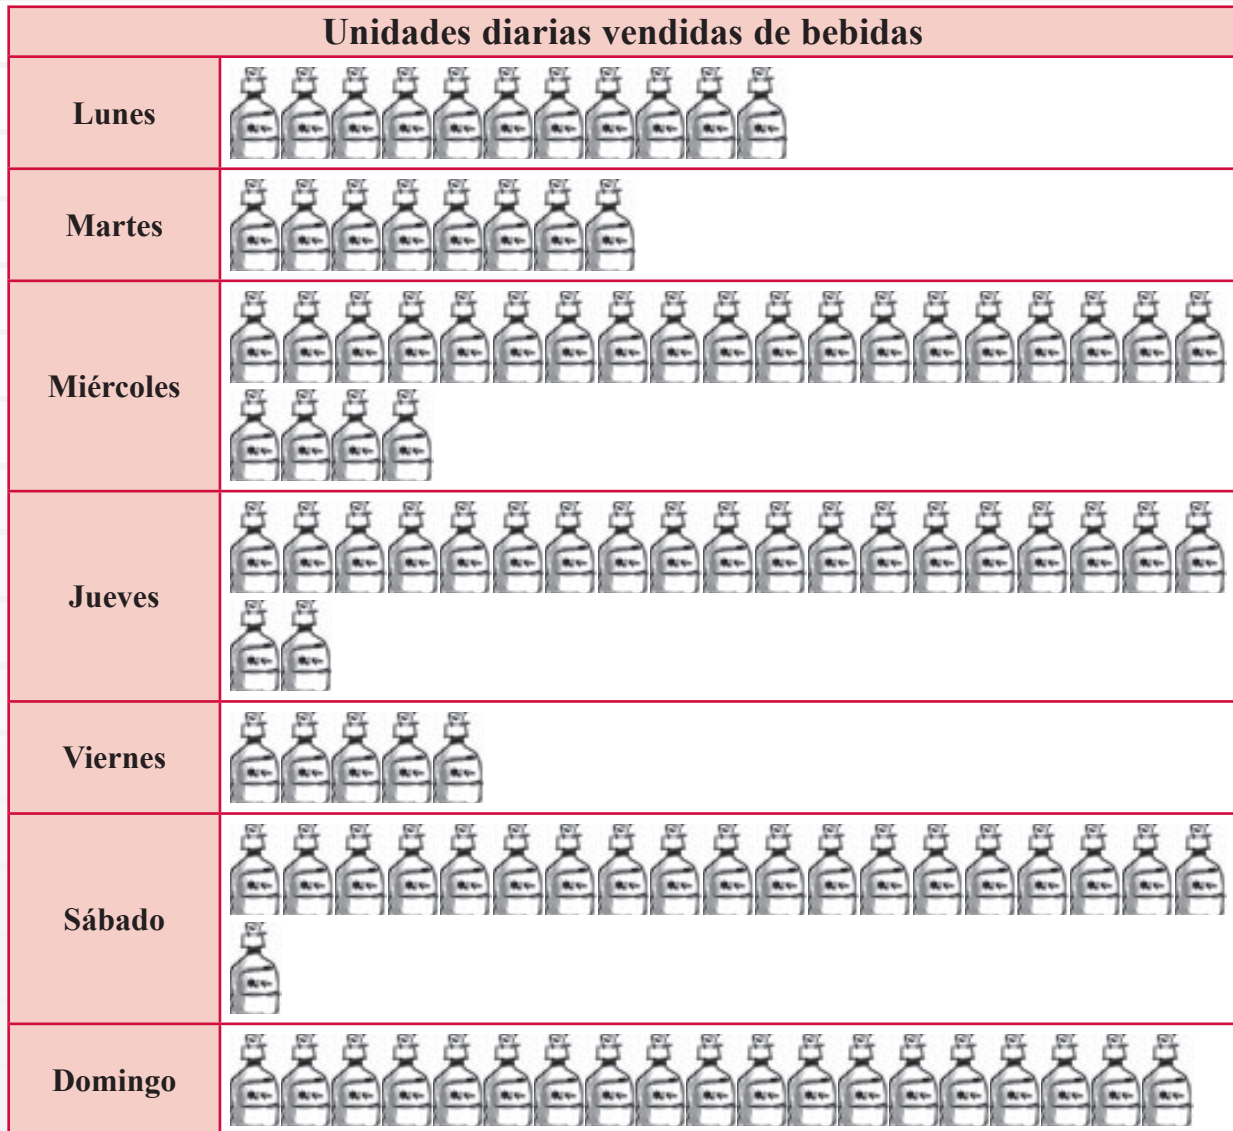 Unidades diarias vendidas de bebidas
Lunes
Martes
Miércoles
Jueves
Viernes
Sábado
Domingo